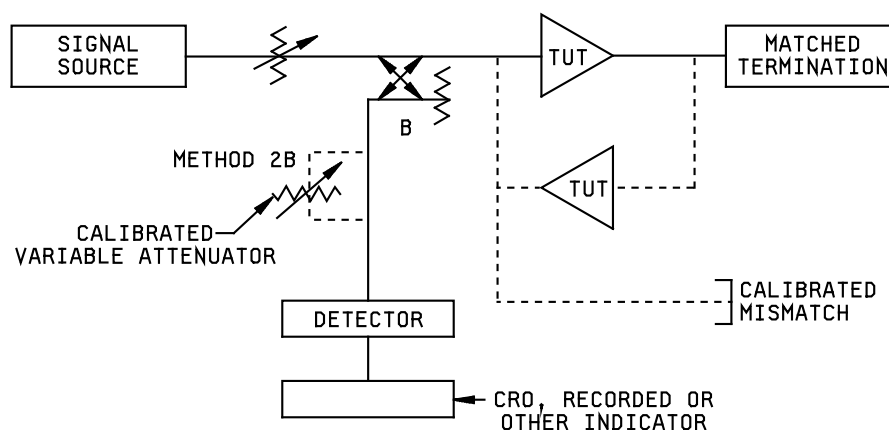 SIGNAL
SOURCE
TUT
MATCHED
TERMINATION
B
METHOD 2B
TUT
CALIBRATED
VARIABLE ATTENUATOR
CALIBRATED
MISMATCH
DETECTOR
CRO, RECORDED OR
OTHER INDICATOR